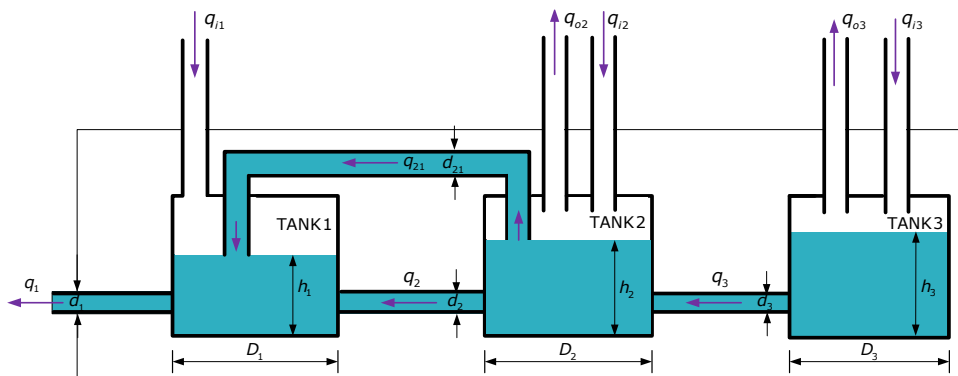 q_i1
q_o2
q_i2
q_o3
q_i3
q_21
d_21
TANK1
TANK2
TANK3
q_1
d_1
h_1
q_2
d_2
h_2
q_3
d_3
h_3
D_1
D_2
D_3